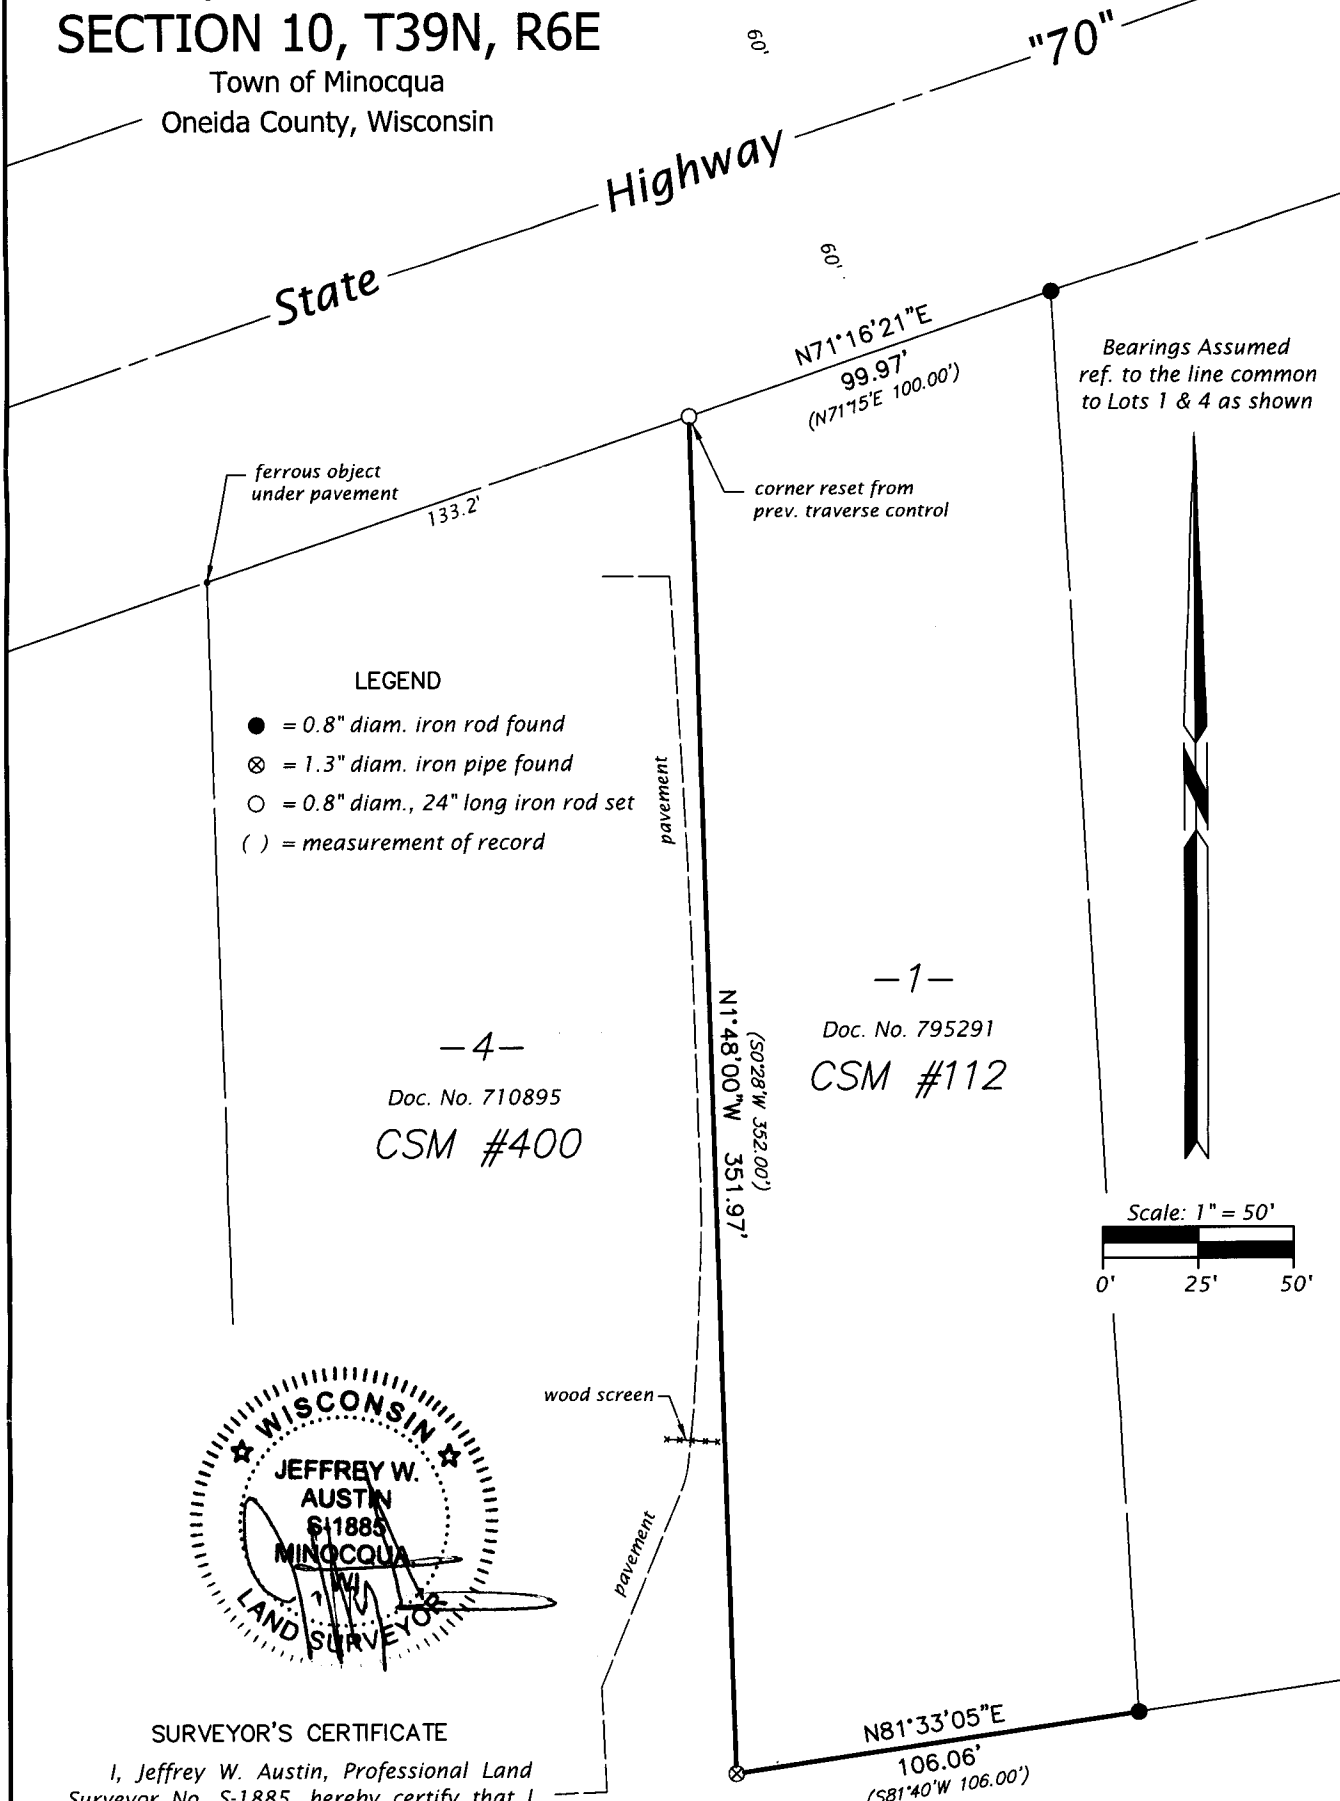 SECTION 10, T39N, R6E
Town of Minocqua
Oneida County, Wisconsin
State Highway "70"
60'
60'
N71°16'21"E
99.97'
(N71°15'E 100.00')
Bearings Assumed
ref. to the line common
to Lots 1 & 4 as shown
ferrous object
under pavement
133.2'
corner reset from
prev. traverse control
LEGEND
= 0.8" diam. iron rod found
= 1.3" diam. iron pipe found
= 0.8" diam., 24" long iron rod set
( ) = measurement of record
pavement
-1-
Doc. No. 795291
CSM #112
-4-
Doc. No. 710895
CSM #400
N1°48'00"W 351.97'
(S0°28'W 352.00')
Scale: 1" = 50'
0' 25' 50'
wood screen
WISCONSIN
JEFFREY W.
AUSTIN
S-1885
MINOCQUA
WI
LAND SURVEYOR
pavement
SURVEYOR'S CERTIFICATE
I, Jeffrey W. Austin, Professional Land
Surveyor No. S-1885, hereby certify that I
N81°33'05"E
106.06'
(S81°40'W 106.00')